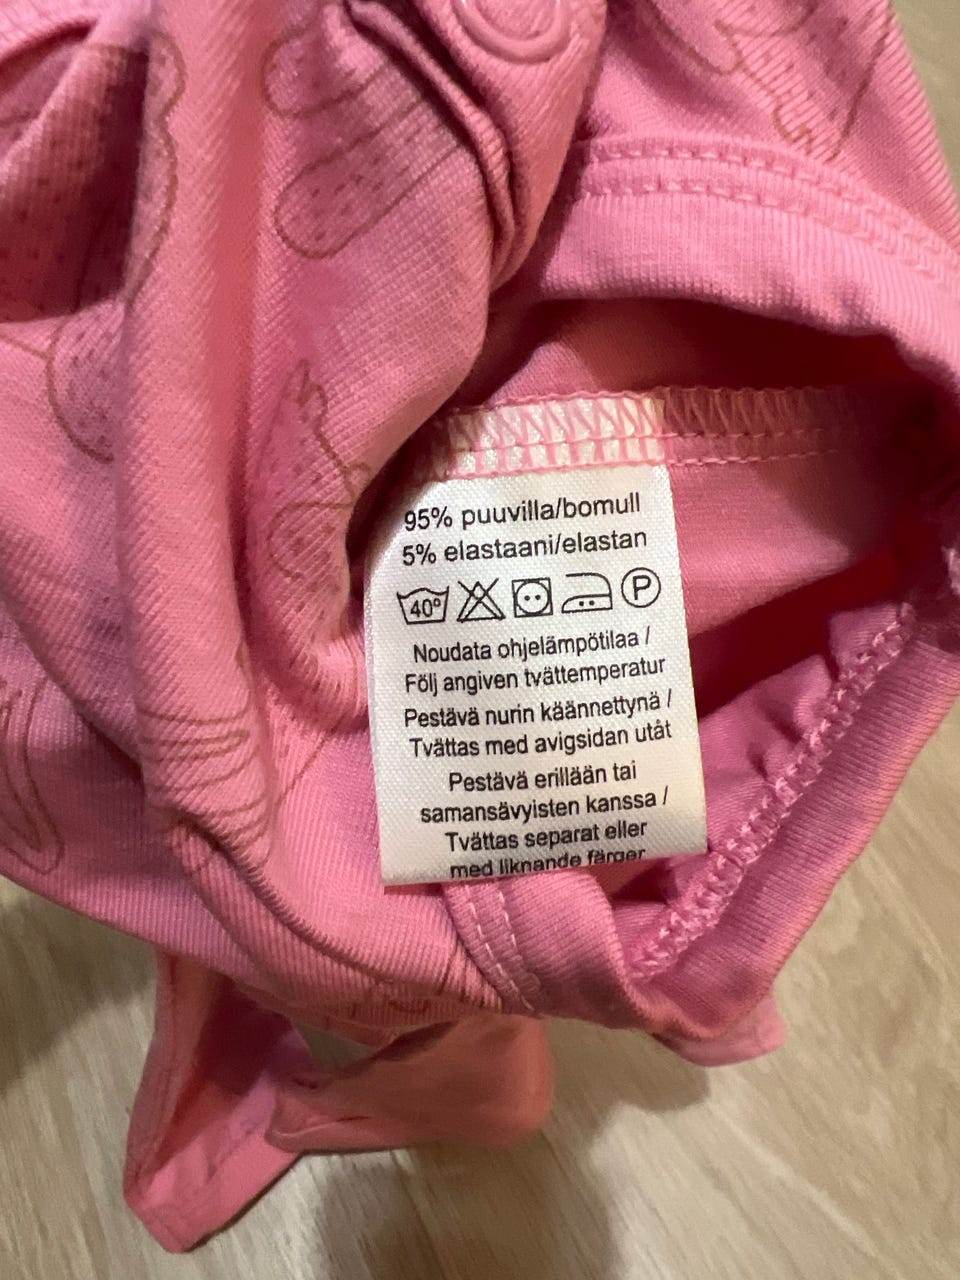 95% puuvilla/bomull
5% elastaani/elastan
40° P
Noudata ohjelämpötilaa /
Följ angiven tvättemperatur
Pestävä nurin käännettynä /
Tvättas med avigsidan utåt
Pestävä erillään tai
samansävyisten kanssa /
Tvättas separat eller
med liknande färger